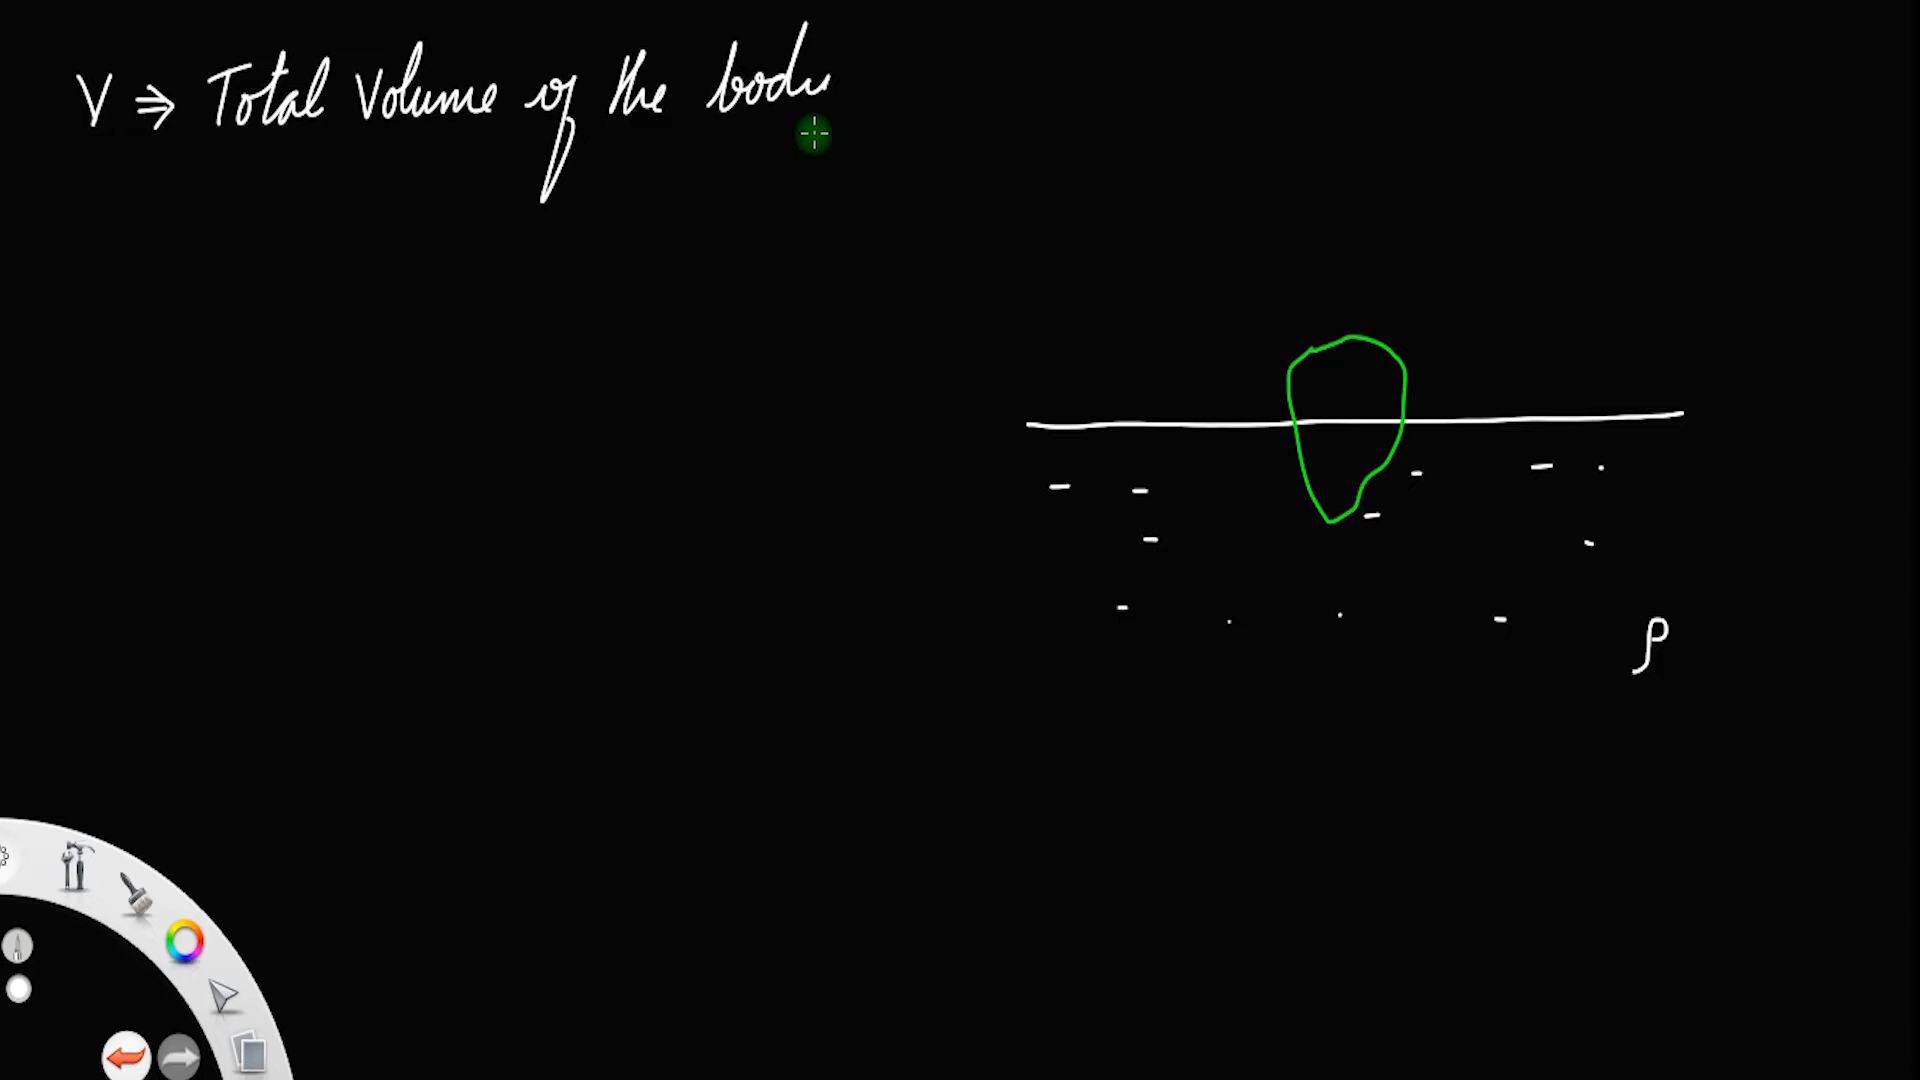 V ⇒ Total Volume of the body
ρ